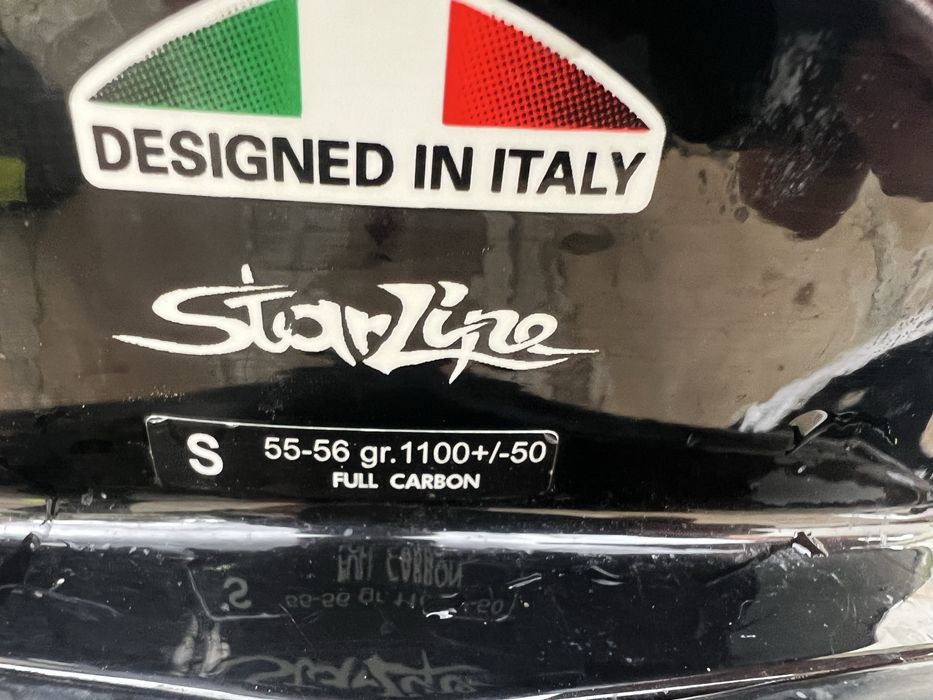 DESIGNED IN ITALY
StarLine
S 55-56 gr.1100+/-50
FULL CARBON